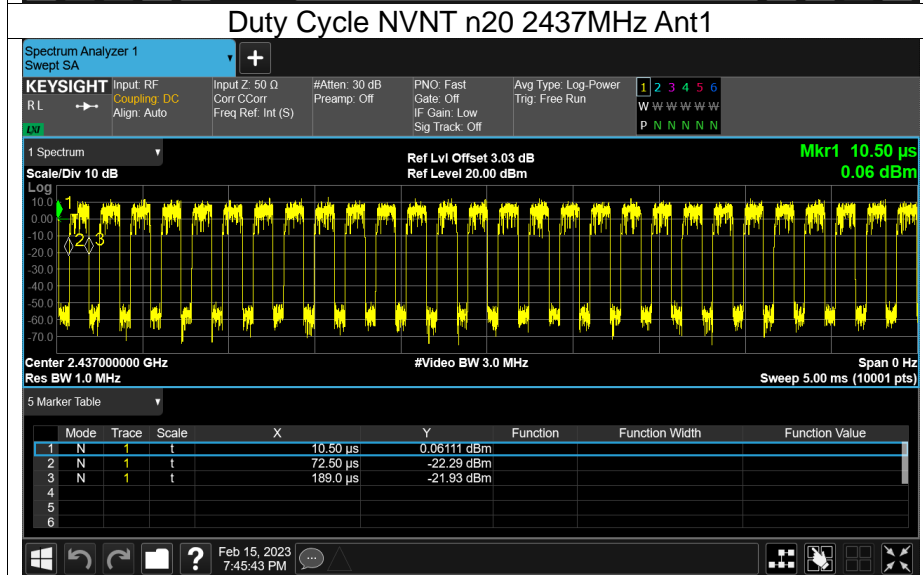 Duty Cycle NVNT n20 2437MHz Ant1
Spectrum Analyzer 1
Swept SA
+
KEYSIGHT Input: RF Input Z: 50 Ω #Atten: 30 dB PNO: Fast Avg Type: Log-Power 1 2 3 4 5 6
R L Coupling: DC Corr CCorr Preamp: Off Gate: Off Trig: Free Run W W W W W W
Align: Auto Freq Ref: Int (S) IF Gain: Low
LXI Sig Track: Off P N N N N N
1 Spectrum Ref Lvl Offset 3.03 dB Mkr1 10.50 µs
Scale/Div 10 dB Ref Level 20.00 dBm 0.06 dBm
Log
10.0 1
0.00
-10.0 2 3
-20.0
-30.0
-40.0
-50.0
-60.0
-70.0
Center 2.437000000 GHz #Video BW 3.0 MHz Span 0 Hz
Res BW 1.0 MHz Sweep 5.00 ms (10001 pts)
5 Marker Table
Mode Trace Scale X Y Function Function Width Function Value
1 N 1 t 10.50 µs 0.06111 dBm
2 N 1 t 72.50 µs -22.29 dBm
3 N 1 t 189.0 µs -21.93 dBm
4
5
6
? Feb 15, 2023
7:45:43 PM